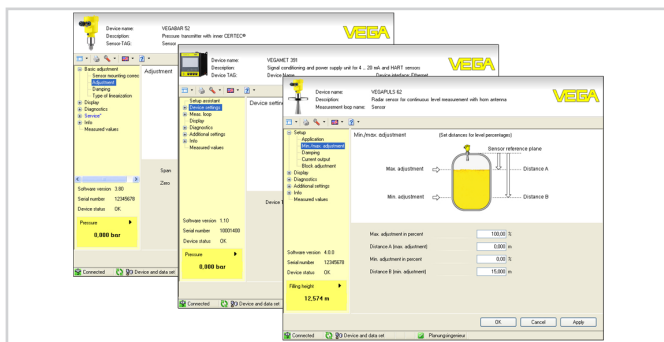 Device name: VEGABAR 52
Description: Pressure transmitter with inner CERTEC®
Sensor TAG: Sensor
VEGA
Basic adjustment
Sensor mounting correc
Adjustment
Damping
Type of linearization
Display
Diagnostics
Service
Info
Measured values
Adjustment
Span
Zero
Software version 3.80
Serial number 12345678
Device status OK
Pressure
0,000 bar
Connected Device and data set
Device name: VEGAMET 391
Description: Signal conditioning and power supply unit for 4 ... 20 mA and HART sensors
Device TAG: Device Name Device interface: Ethernet
VEGA
Setup assistant
Device settings
Meas. loop
Display
Diagnostics
Additional settings
Info
Measured values
Device settin
Device T
Software version 1.10
Serial number 10001408
Device status OK
Pressure
0,000 bar
Connected Device and data set
Device name: VEGAPULS 62
Description: Radar sensor for continuous level measurement with horn antenna
Measurement loop name: Sensor
VEGA
Setup
Application
Min./max. adjustment
Damping
Current output
Block adjustment
Display
Diagnostics
Additional settings
Info
Measured values
Min./max. adjustment (Set distances for level percentages)
Sensor reference plane
Max. adjustment Distance A
Min. adjustment Distance B
Max. adjustment in percent 100,00 %
Distance A (max. adjustment) 0,000 m
Min. adjustment in percent 0,00 %
Distance B (min. adjustment) 15,000 m
Software version 4.0.0
Serial number 12345678
Device status OK
Filling height
12,574 m
OK Cancel Apply
Connected Device and data set Planungsingenieur